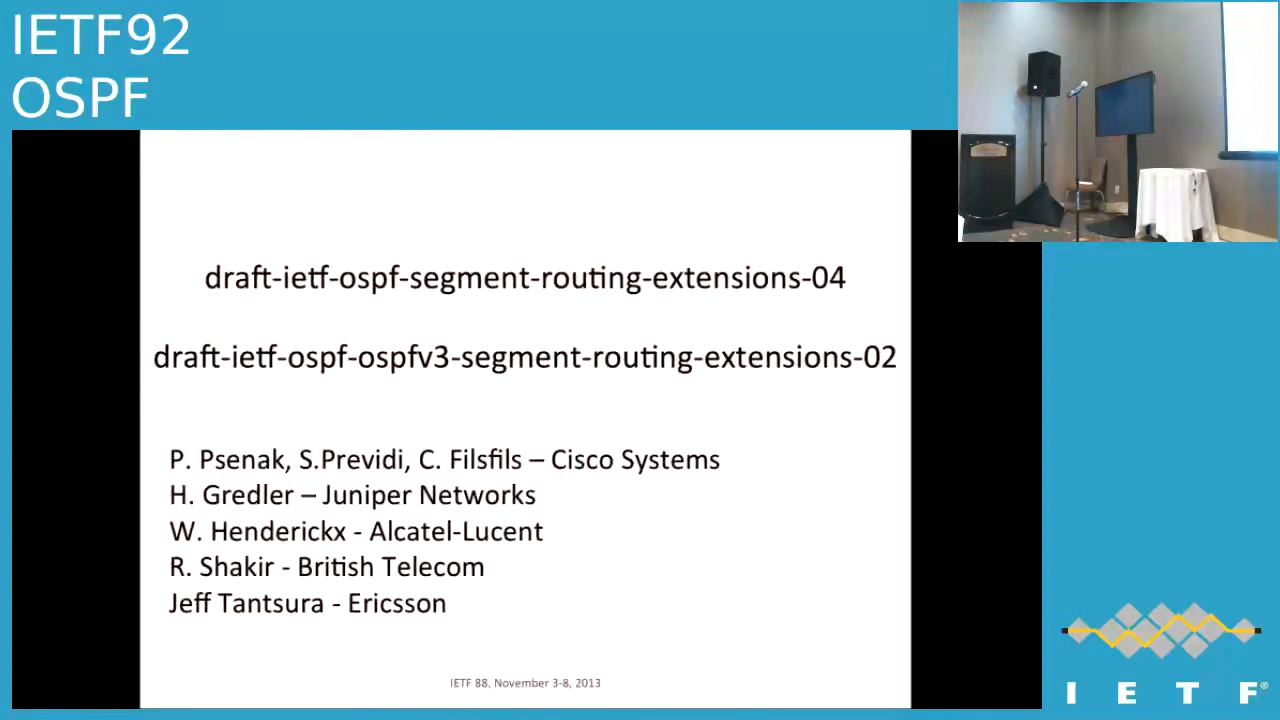 IETF92
OSPF
draft-ietf-ospf-segment-routing-extensions-04
draft-ietf-ospf-ospfv3-segment-routing-extensions-02
P. Psenak, S.Previdi, C. Filsfils – Cisco Systems
H. Gredler – Juniper Networks
W. Henderickx - Alcatel-Lucent
R. Shakir - British Telecom
Jeff Tantsura - Ericsson
IETF 88, November 3-8, 2013
I E T F®